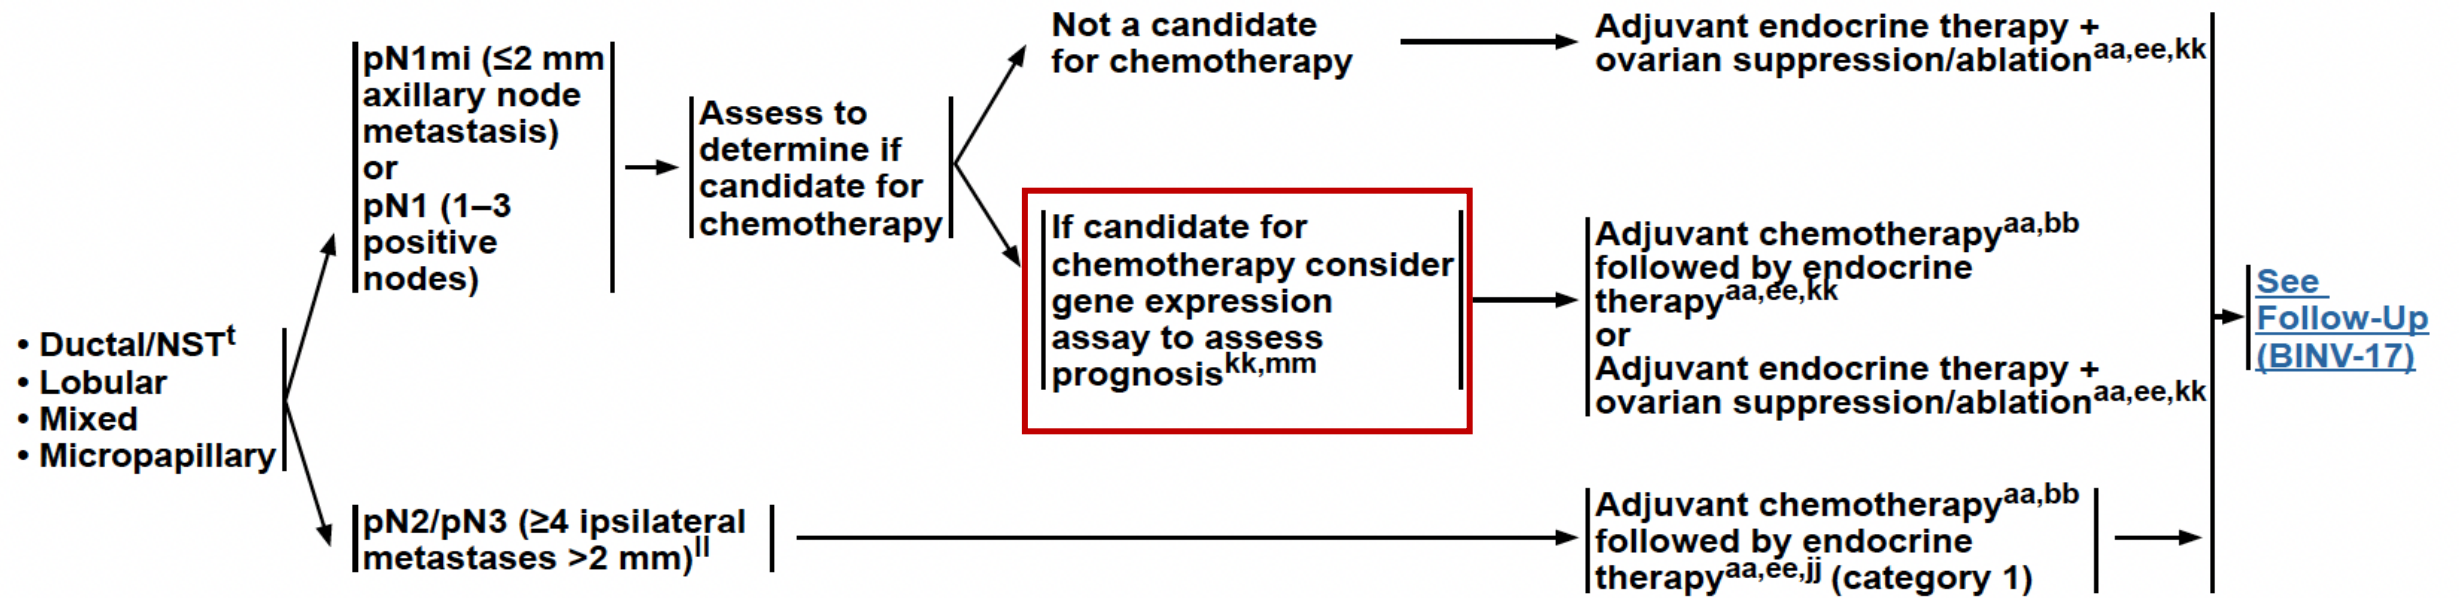 • Ductal/NSTt
• Lobular
• Mixed
• Micropapillary
pN1mi (≤2 mm
axillary node
metastasis)
or
pN1 (1–3
positive
nodes)
Assess to
determine if
candidate for
chemotherapy
Not a candidate
for chemotherapy
Adjuvant endocrine therapy +
ovarian suppression/ablationaa,ee,kk
If candidate for
chemotherapy consider
gene expression
assay to assess
prognosiskk,mm
Adjuvant chemotherapyaa,bb
followed by endocrine
therapyaa,ee,kk
or
Adjuvant endocrine therapy +
ovarian suppression/ablationaa,ee,kk
pN2/pN3 (≥4 ipsilateral
metastases >2 mm)ll
Adjuvant chemotherapyaa,bb
followed by endocrine
therapyaa,ee,jj (category 1)
See
Follow-Up
(BINV-17)